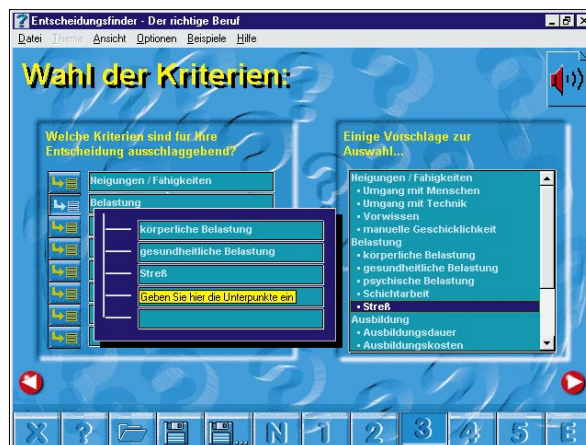 Entscheidungsfinder - Der richtige Beruf
Datei Thema Ansicht Optionen Beispiele Hilfe
Wahl der Kriterien:
Welche Kriterien sind für Ihre
Entscheidung ausschlaggebend?
Neigungen / Fähigkeiten
Belastung
körperliche Belastung
gesundheitliche Belastung
Streß
Geben Sie hier die Unterpunkte ein
Einige Vorschläge zur
Auswahl...
Neigungen / Fähigkeiten
• Umgang mit Menschen
• Umgang mit Technik
• Vorwissen
• manuelle Geschicklichkeit
Belastung
• körperliche Belastung
• gesundheitliche Belastung
• psychische Belastung
• Schichtarbeit
• Streß
Ausbildung
• Ausbildungsdauer
• Ausbildungskosten
X ? ... N 1 2 3 4 5 E